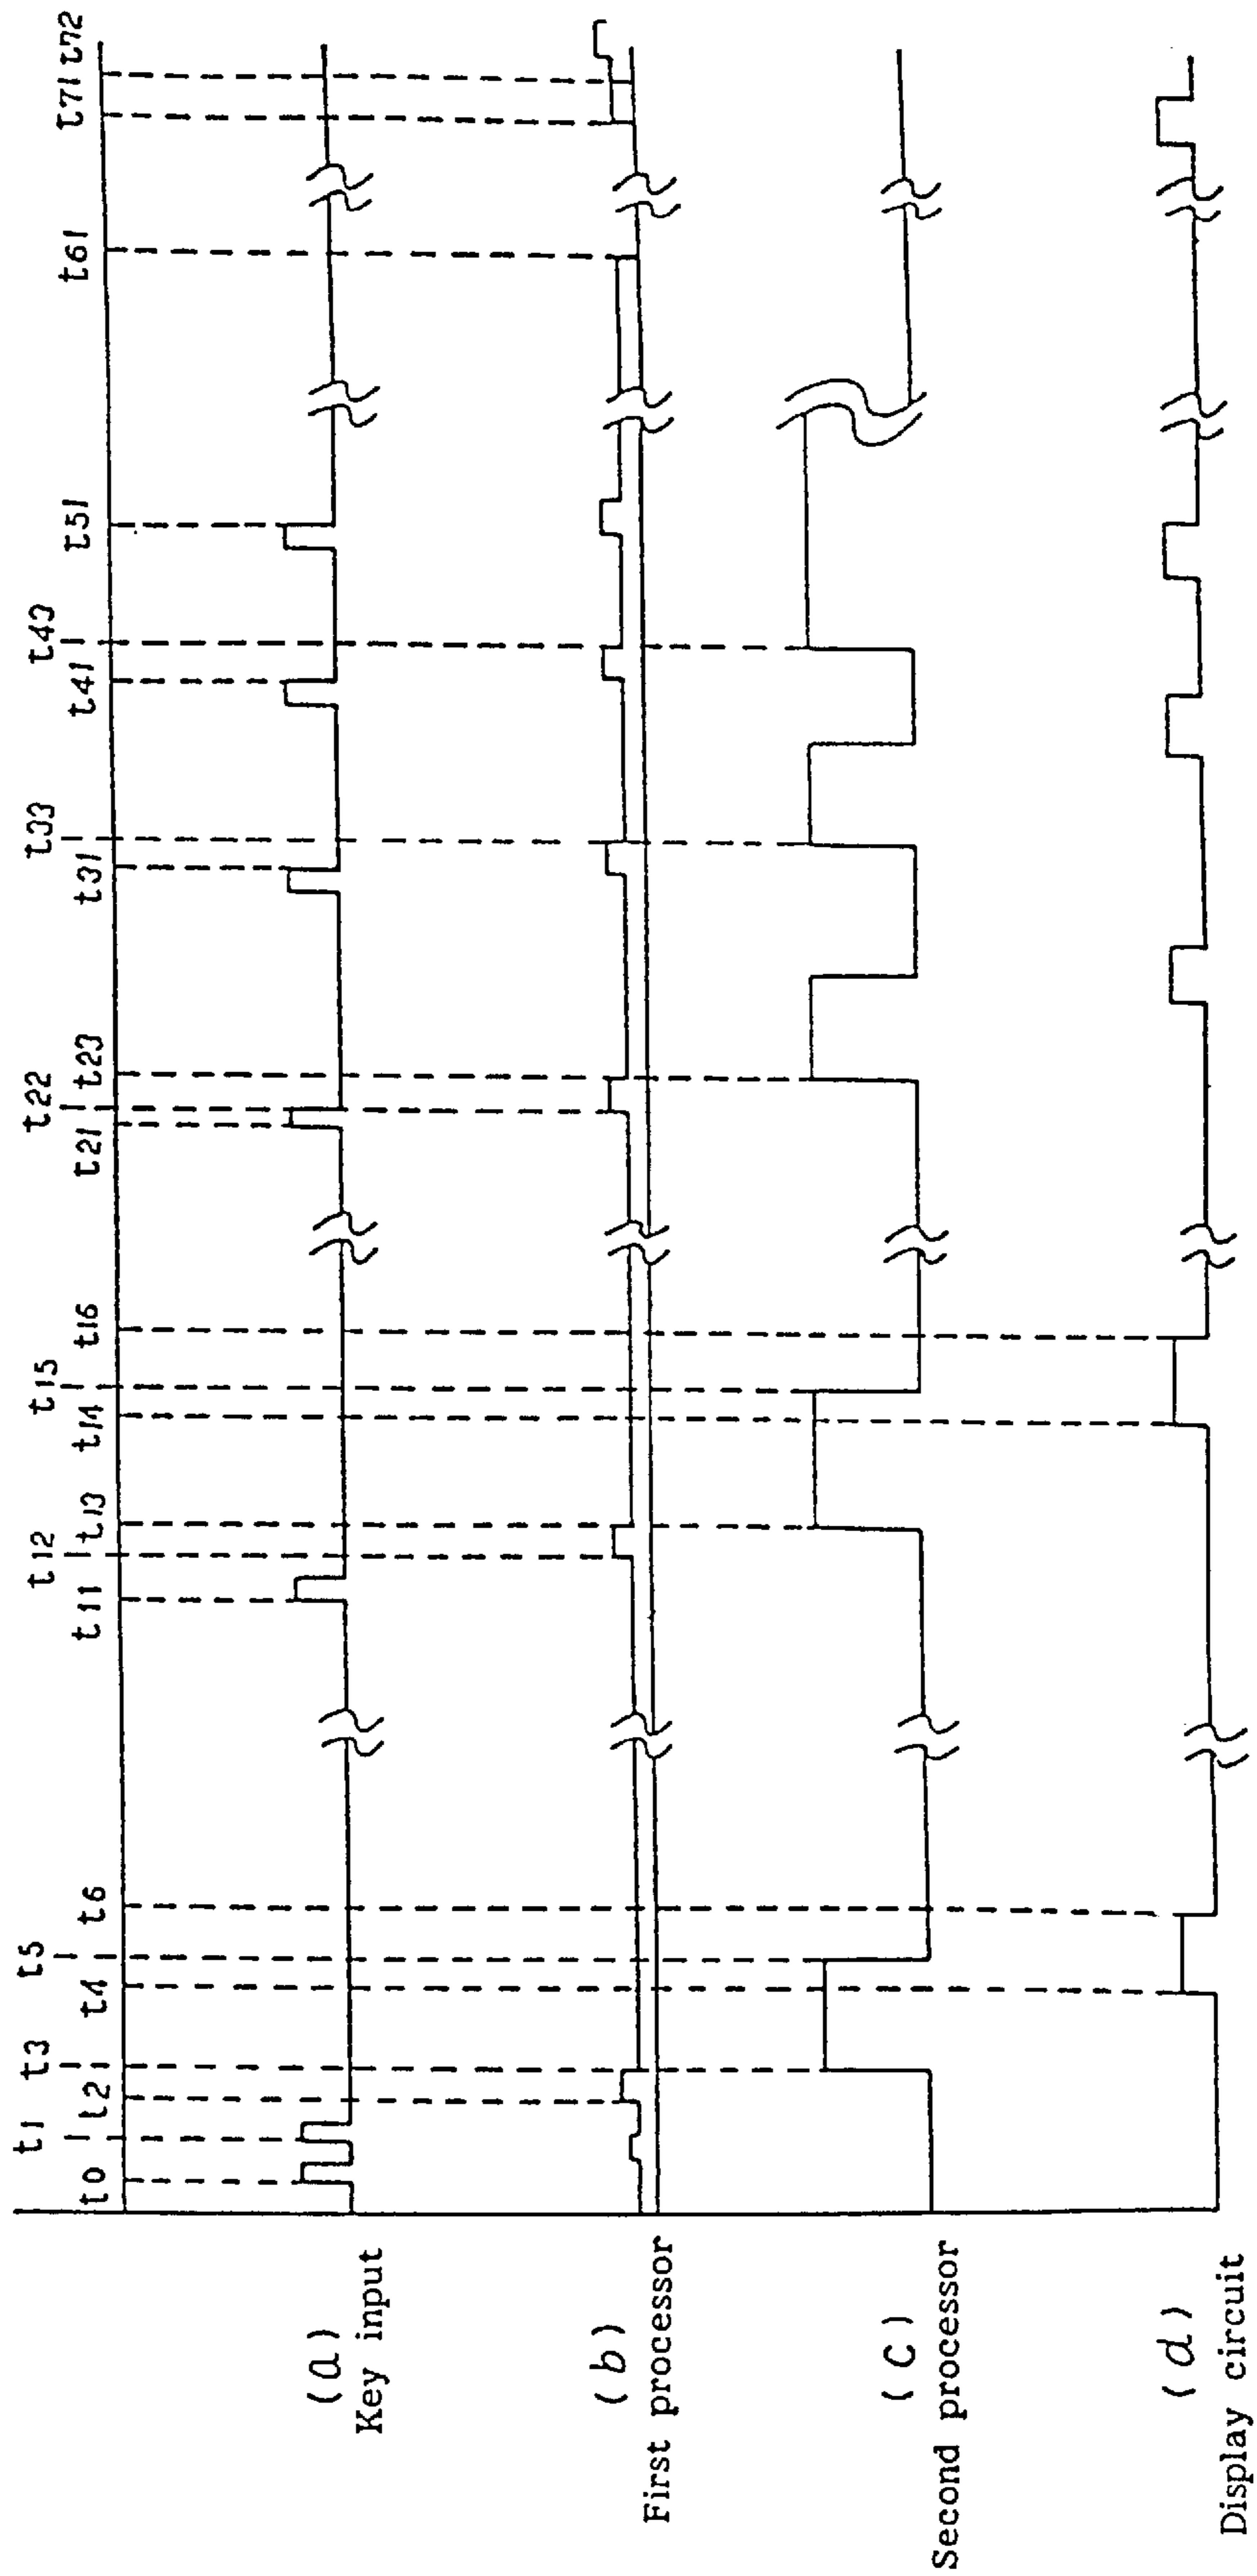 t1 t3 t5 t12 t15 t22 t33 t43
t0 t2 t4 t6 t11 t13 t14 t16 t21 t23 t31 t41 t51 t61 t71 t72
(a)
Key input
(b)
First processor
(C)
Second processor
(d)
Display circuit